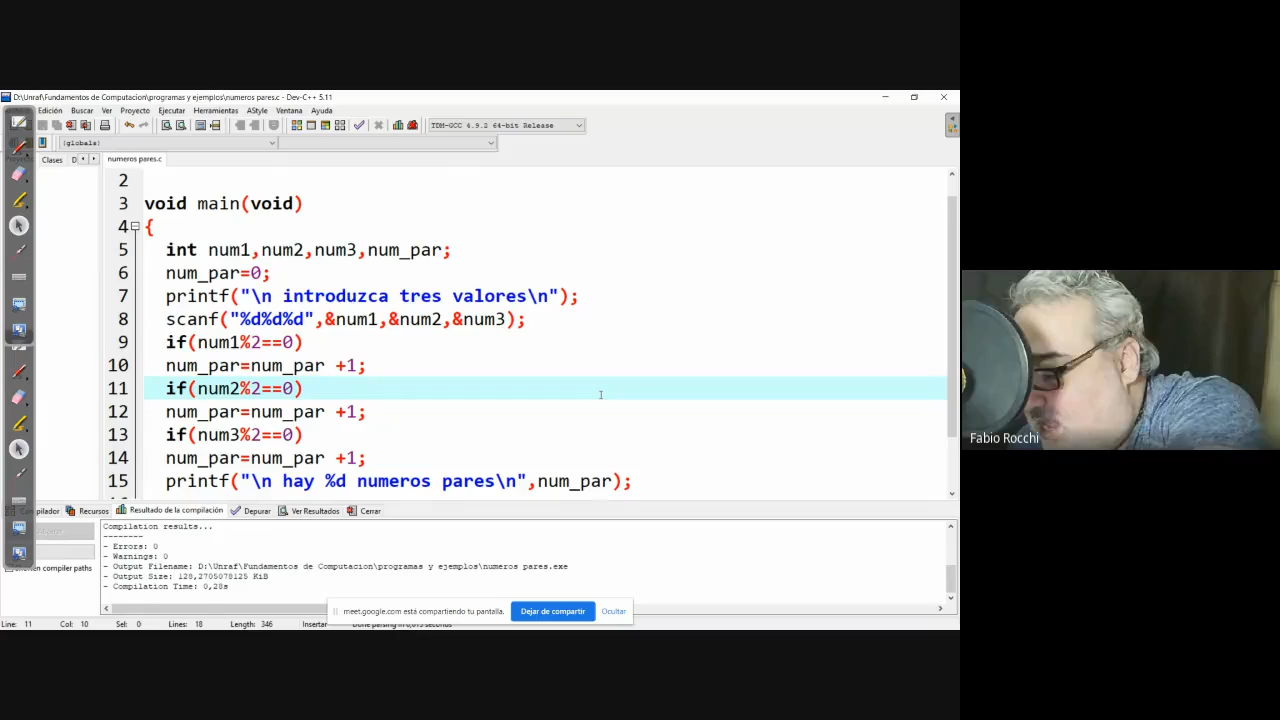 D:\Unraf\Fundamentos de Computacion\programas y ejemplos\numeros pares.c - Dev-C++ 5.11
Edición Buscar Ver Proyecto Ejecutar Herramientas AStyle Ventana Ayuda
TDM-GCC 4.9.2 64-bit Release
(globals)
Clases D
numeros pares.c
2
3 void main(void)
4 {
5 int num1,num2,num3,num_par;
6 num_par=0;
7 printf("\n introduzca tres valores\n");
8 scanf("%d%d%d",&num1,&num2,&num3);
9 if(num1%2==0)
10 num_par=num_par +1;
11 if(num2%2==0)
12 num_par=num_par +1;
13 if(num3%2==0)
14 num_par=num_par +1;
15 printf("\n hay %d numeros pares\n",num_par);
Recursos Resultado de la compilación Depurar Ver Resultados Cerrar
Compilation results...
--------
- Errors: 0
- Warnings: 0
- Output Filename: D:\Unraf\Fundamentos de Computacion\programas y ejemplos\numeros pares.exe
- Output Size: 128,2705078125 KiB
- Compilation Time: 0,28s
compiler paths
meet.google.com está compartiendo tu pantalla. Dejar de compartir Ocultar
Line: 11 Col: 10 Sel: 0 Lines: 18 Length: 346 Insertar
Fabio Rocchi